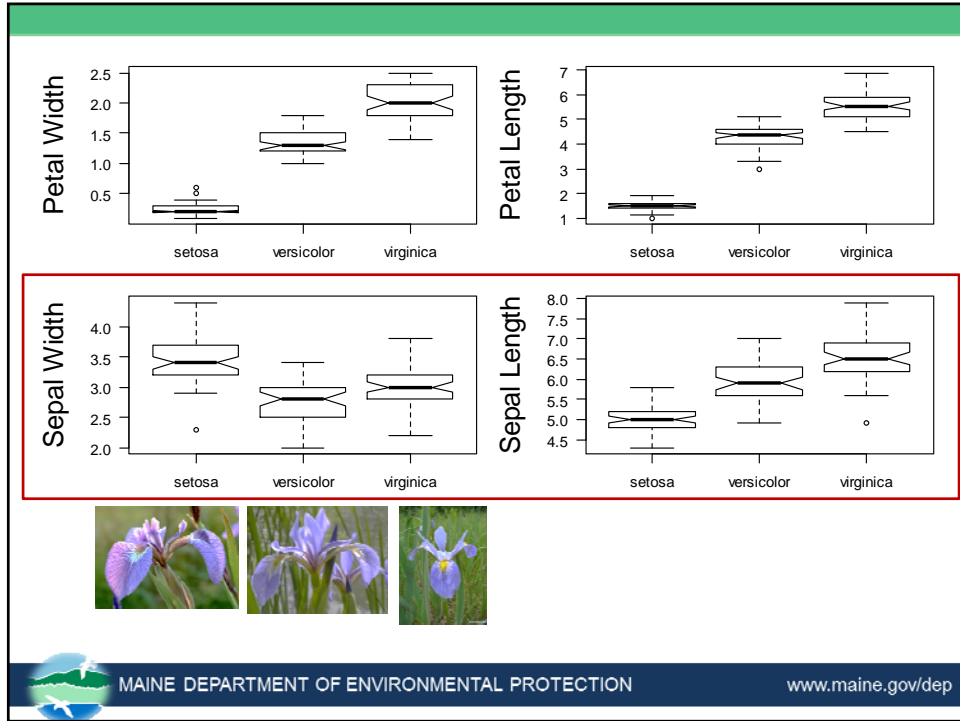 Petal Width
2.5
2.0
1.5
1.0
0.5
setosa versicolor virginica
Petal Length
7
6
5
4
3
2
1
setosa versicolor virginica
Sepal Width
4.0
3.5
3.0
2.5
2.0
setosa versicolor virginica
Sepal Length
8.0
7.5
7.0
6.5
6.0
5.5
5.0
4.5
setosa versicolor virginica
MAINE DEPARTMENT OF ENVIRONMENTAL PROTECTION www.maine.gov/dep